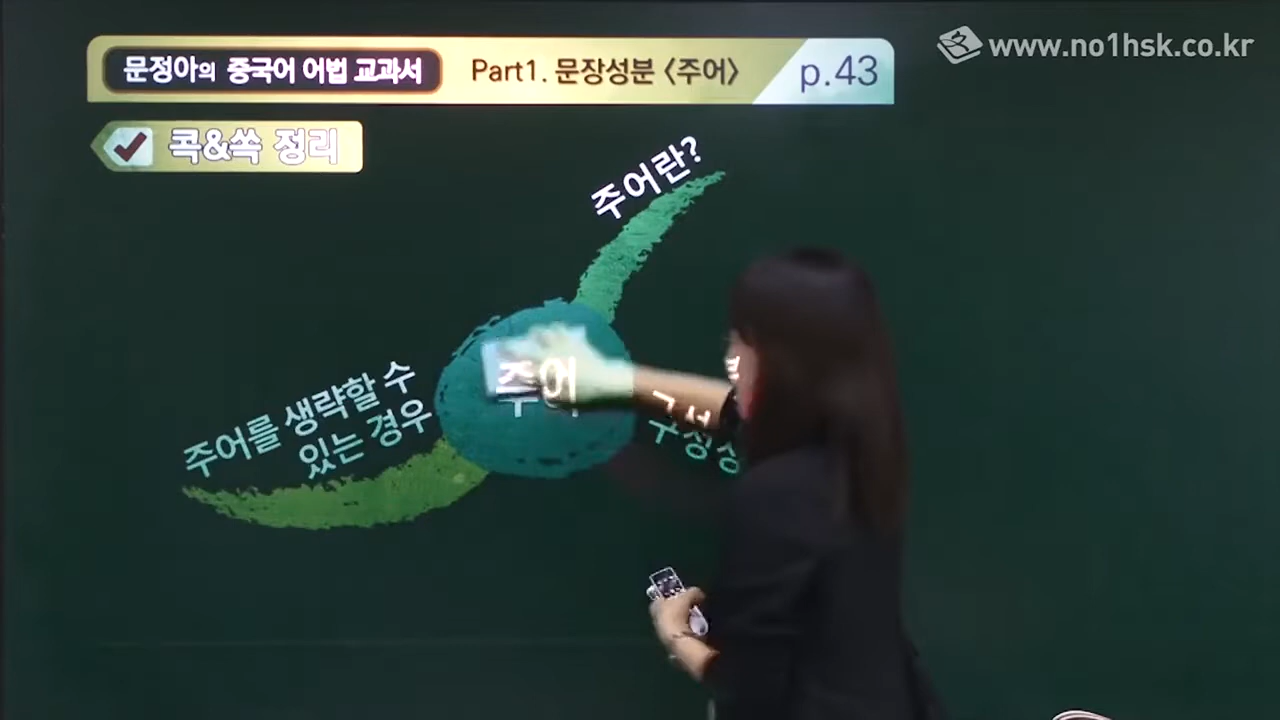 www.no1hsk.co.kr
문정아의 중국어 어법 교과서
Part1. 문장성분 〈주어〉
p.43
콕&쏙 정리
주어란?
주어
주어를 생략할 수
있는 경우